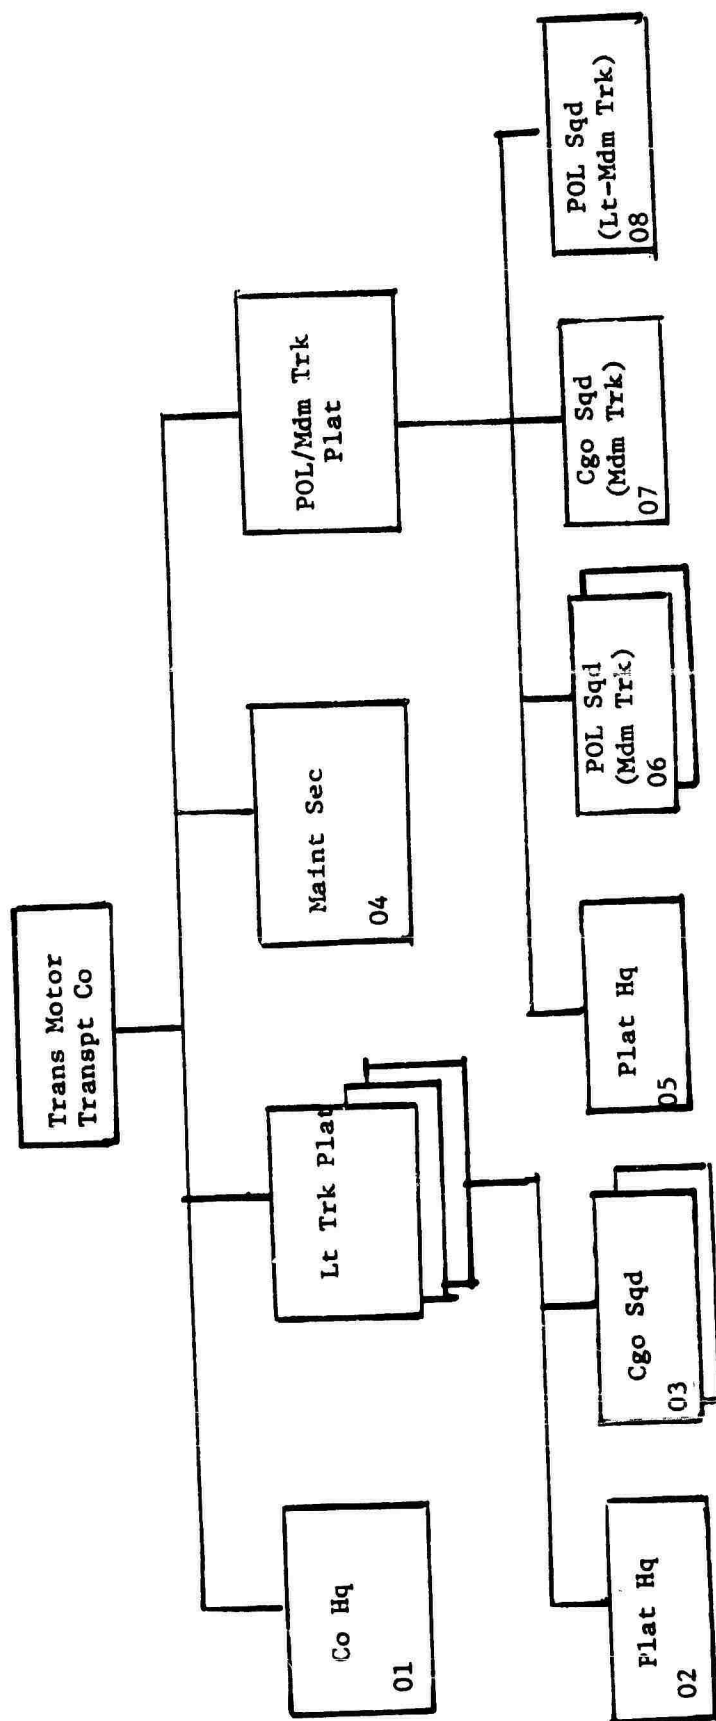 Trans Motor
Transpt Co
Co Hq
01
Lt Trk Plat
Maint Sec
04
POL/Mdm Trk
Plat
Plat Hq
02
Cgo Sqd
03
Plat Hq
05
POL Sqd
(Mdm Trk)
06
Cgo Sqd
(Mdm Trk)
07
POL Sqd
(Lt-Mdm Trk)
08